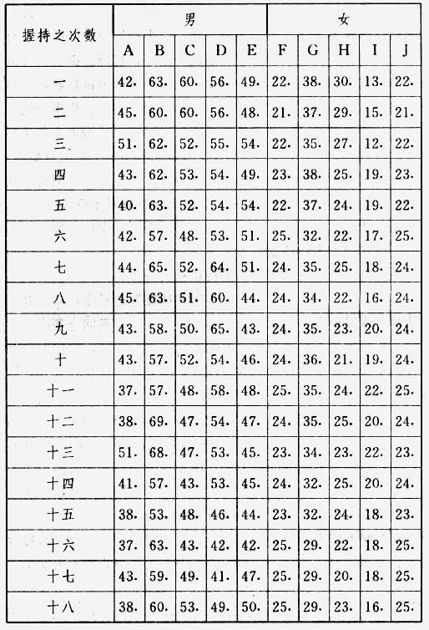 握持之次数 男 女
A B C D E F G H I J
一 42. 63. 60. 56. 49. 22. 38. 30. 13. 22.
二 45. 60. 60. 56. 48. 21. 37. 29. 15. 21.
三 51. 62. 52. 55. 54. 22. 35. 27. 12. 22.
四 43. 62. 53. 54. 49. 23. 38. 25. 19. 23.
五 40. 63. 52. 54. 54. 22. 37. 24. 19. 22.
六 42. 57. 48. 53. 51. 25. 32. 22. 17. 25.
七 44. 65. 52. 64. 51. 24. 35. 25. 18. 24.
八 45. 63. 51. 60. 44. 24. 34. 22. 16. 24.
九 43. 58. 50. 65. 43. 24. 35. 23. 20. 24.
十 43. 57. 52. 54. 46. 24. 36. 21. 19. 24.
十一 37. 57. 48. 58. 48. 25. 35. 24. 22. 25.
十二 38. 69. 47. 54. 47. 24. 35. 25. 20. 24.
十三 51. 68. 47. 53. 45. 23. 34. 23. 22. 23.
十四 41. 57. 43. 53. 45. 24. 32. 25. 20. 24.
十五 38. 53. 48. 46. 44. 23. 32. 24. 18. 23.
十六 37. 63. 43. 42. 42. 25. 29. 22. 18. 25.
十七 43. 59. 49. 41. 47. 25. 29. 20. 18. 25.
十八 38. 60. 53. 49. 50. 25. 29. 23. 16. 25.